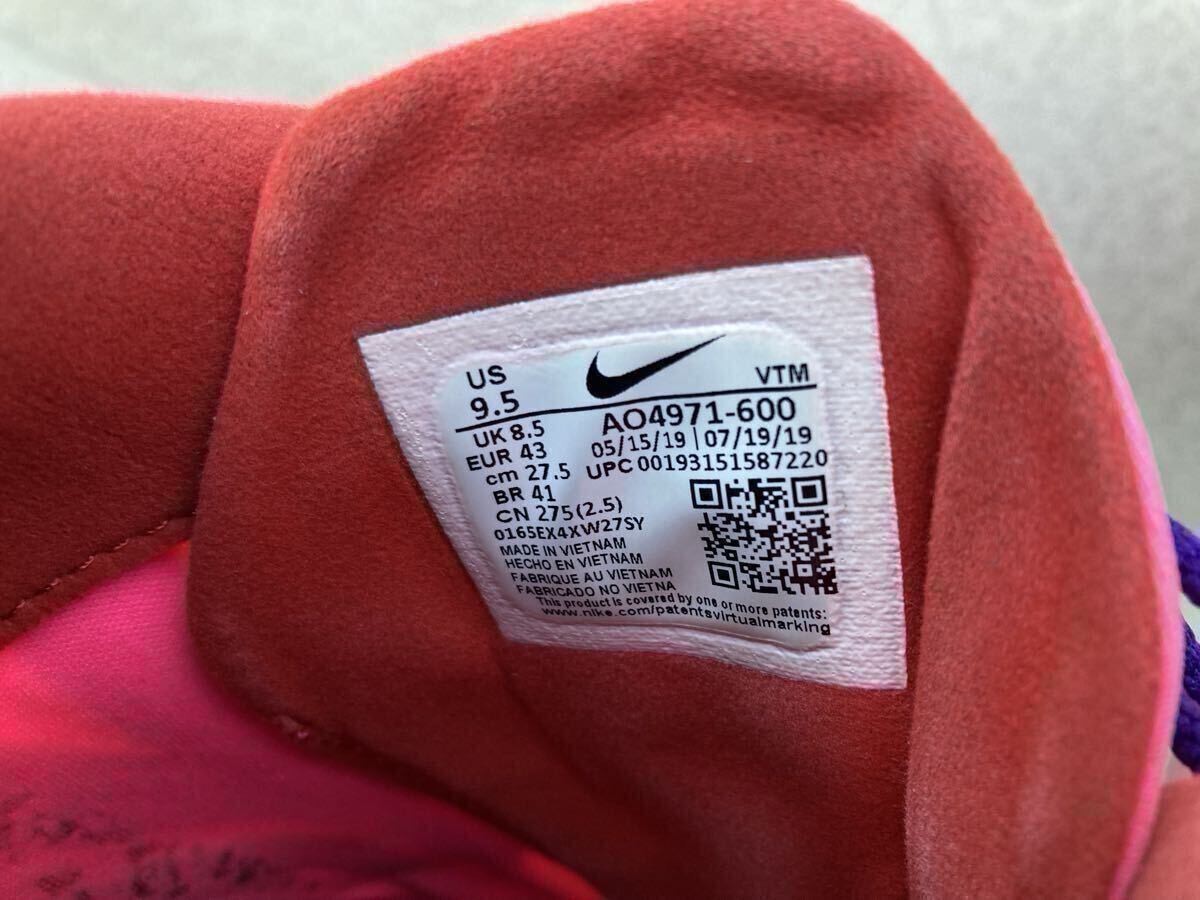 US
9.5
VTM
UK 8.5
EUR 43
cm 27.5
BR 41
CN 275(2.5)
AO4971-600
05/15/19 | 07/19/19
UPC 00193151587220
0165EX4XW27SY
MADE IN VIETNAM
HECHO EN VIETNAM
FABRIQUE AU VIETNAM
FABRICADO NO VIETNA
This product is covered by one or more patents:
www.nike.com/patentsvirtualmarking